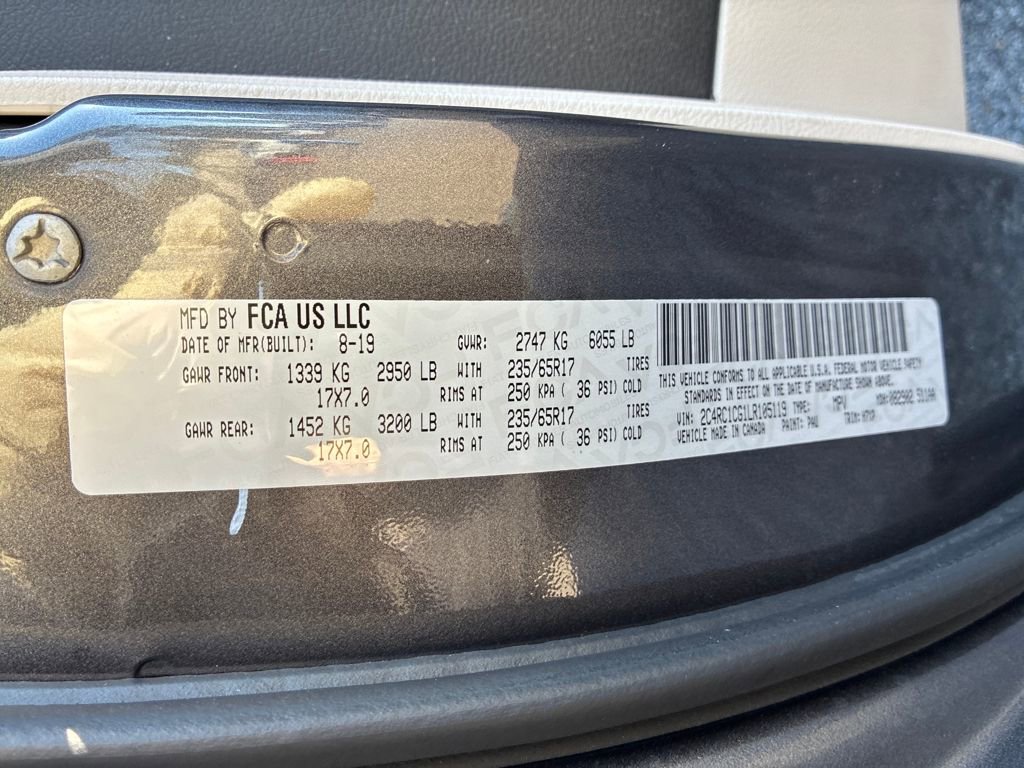 MFD BY FCA US LLC
DATE OF MFR(BUILT): 8-19 GVWR: 2747 KG 6055 LB
GAWR FRONT: 1339 KG 2950 LB WITH 235/65R17 TIRES
17X7.0 RIMS AT 250 KPA ( 36 PSI) COLD
GAWR REAR: 1452 KG 3200 LB WITH 235/65R17 TIRES
17X7.0 RIMS AT 250 KPA ( 36 PSI) COLD
THIS VEHICLE CONFORMS TO ALL APPLICABLE U.S.A. FEDERAL MOTOR VEHICLE SAFETY
STANDARDS IN EFFECT ON THE DATE OF MANUFACTURE SHOWN ABOVE.
VIN: 2C4RC1CG1LR105119 TYPE: MPV MDH: 082902
VEHICLE MADE IN CANADA PAINT: PAU TRIM: